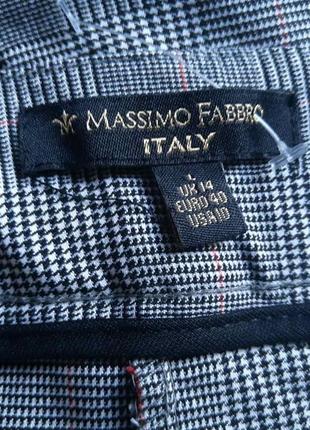 MASSIMO FABBRO
ITALY
L
UK 14
EURO 40
USA 10